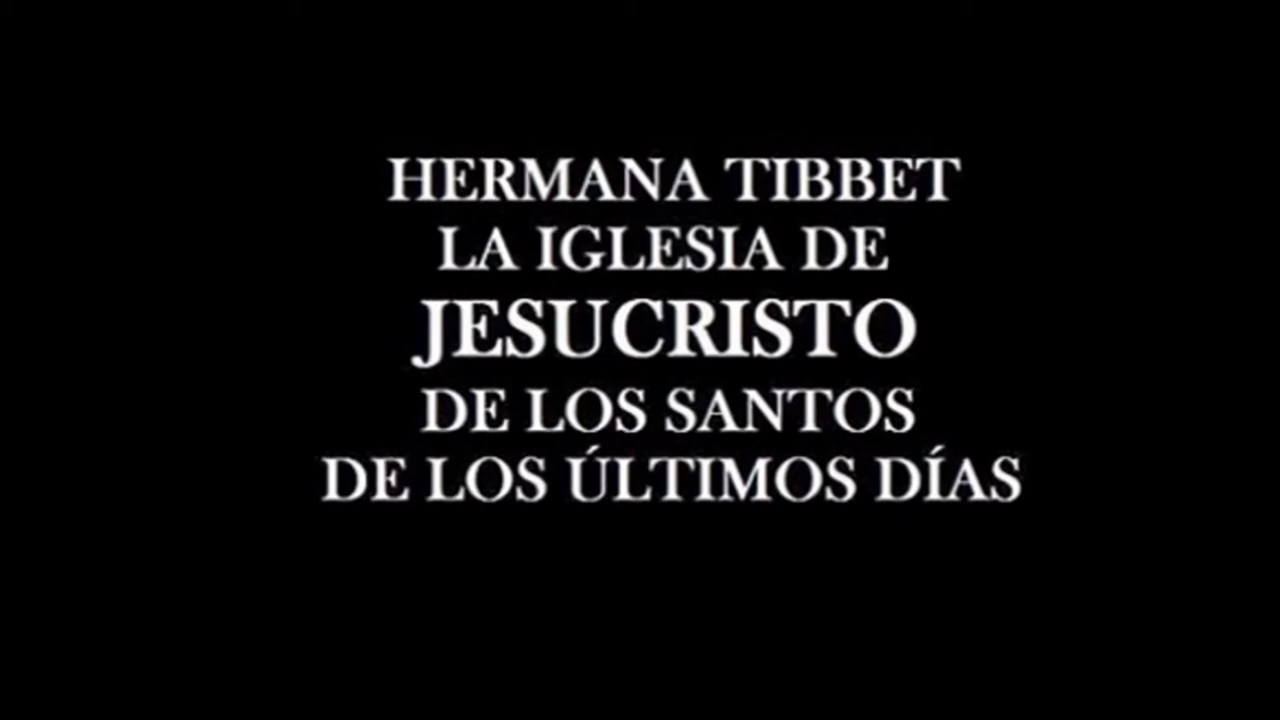 HERMANA TIBBET
LA IGLESIA DE
JESUCRISTO
DE LOS SANTOS
DE LOS ÚLTIMOS DÍAS